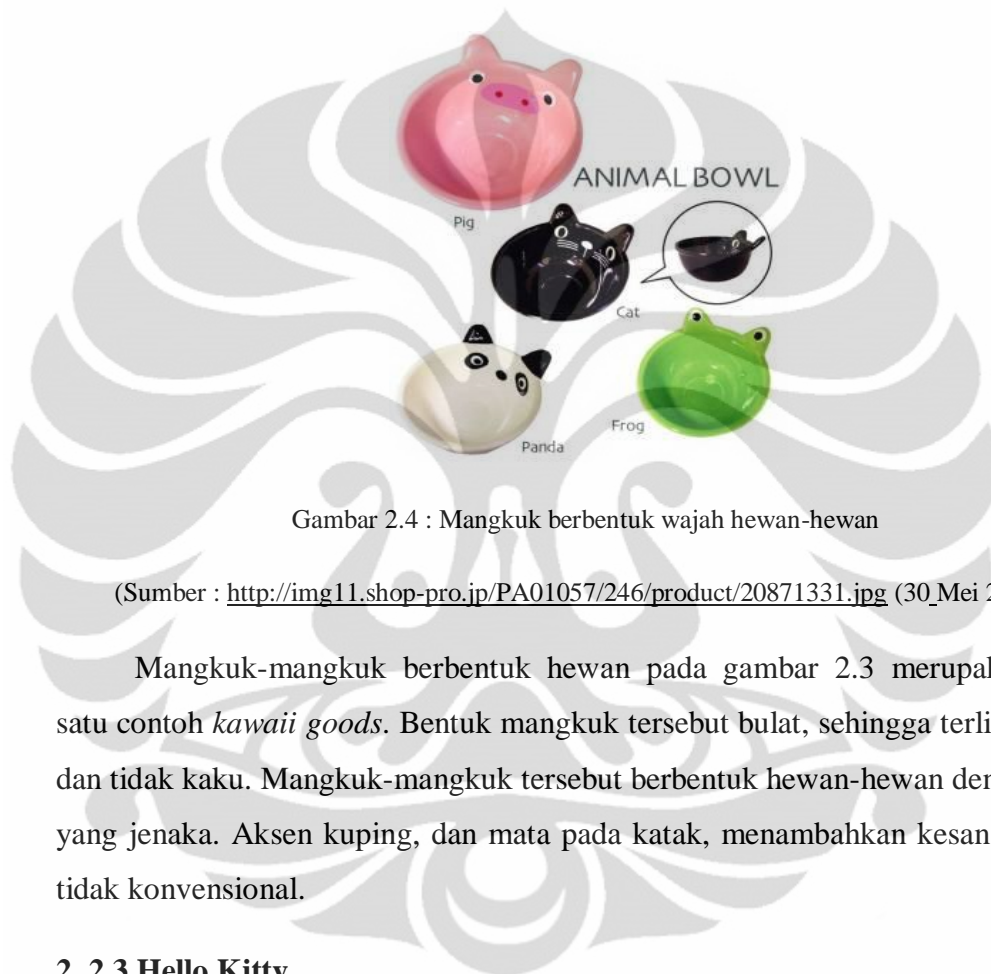 ANIMAL BOWL
Pig
Cat
Panda
Frog
Gambar 2.4 : Mangkuk berbentuk wajah hewan-hewan
(Sumber : http://img11.shop-pro.jp/PA01057/246/product/20871331.jpg (30 Mei 2
Mangkuk-mangkuk berbentuk hewan pada gambar 2.3 merupal
satu contoh kawaii goods. Bentuk mangkuk tersebut bulat, sehingga terli
dan tidak kaku. Mangkuk-mangkuk tersebut berbentuk hewan-hewan der
yang jenaka. Aksen kuping, dan mata pada katak, menambahkan kesan
tidak konvensional.
2. 2.3 Hello Kitty